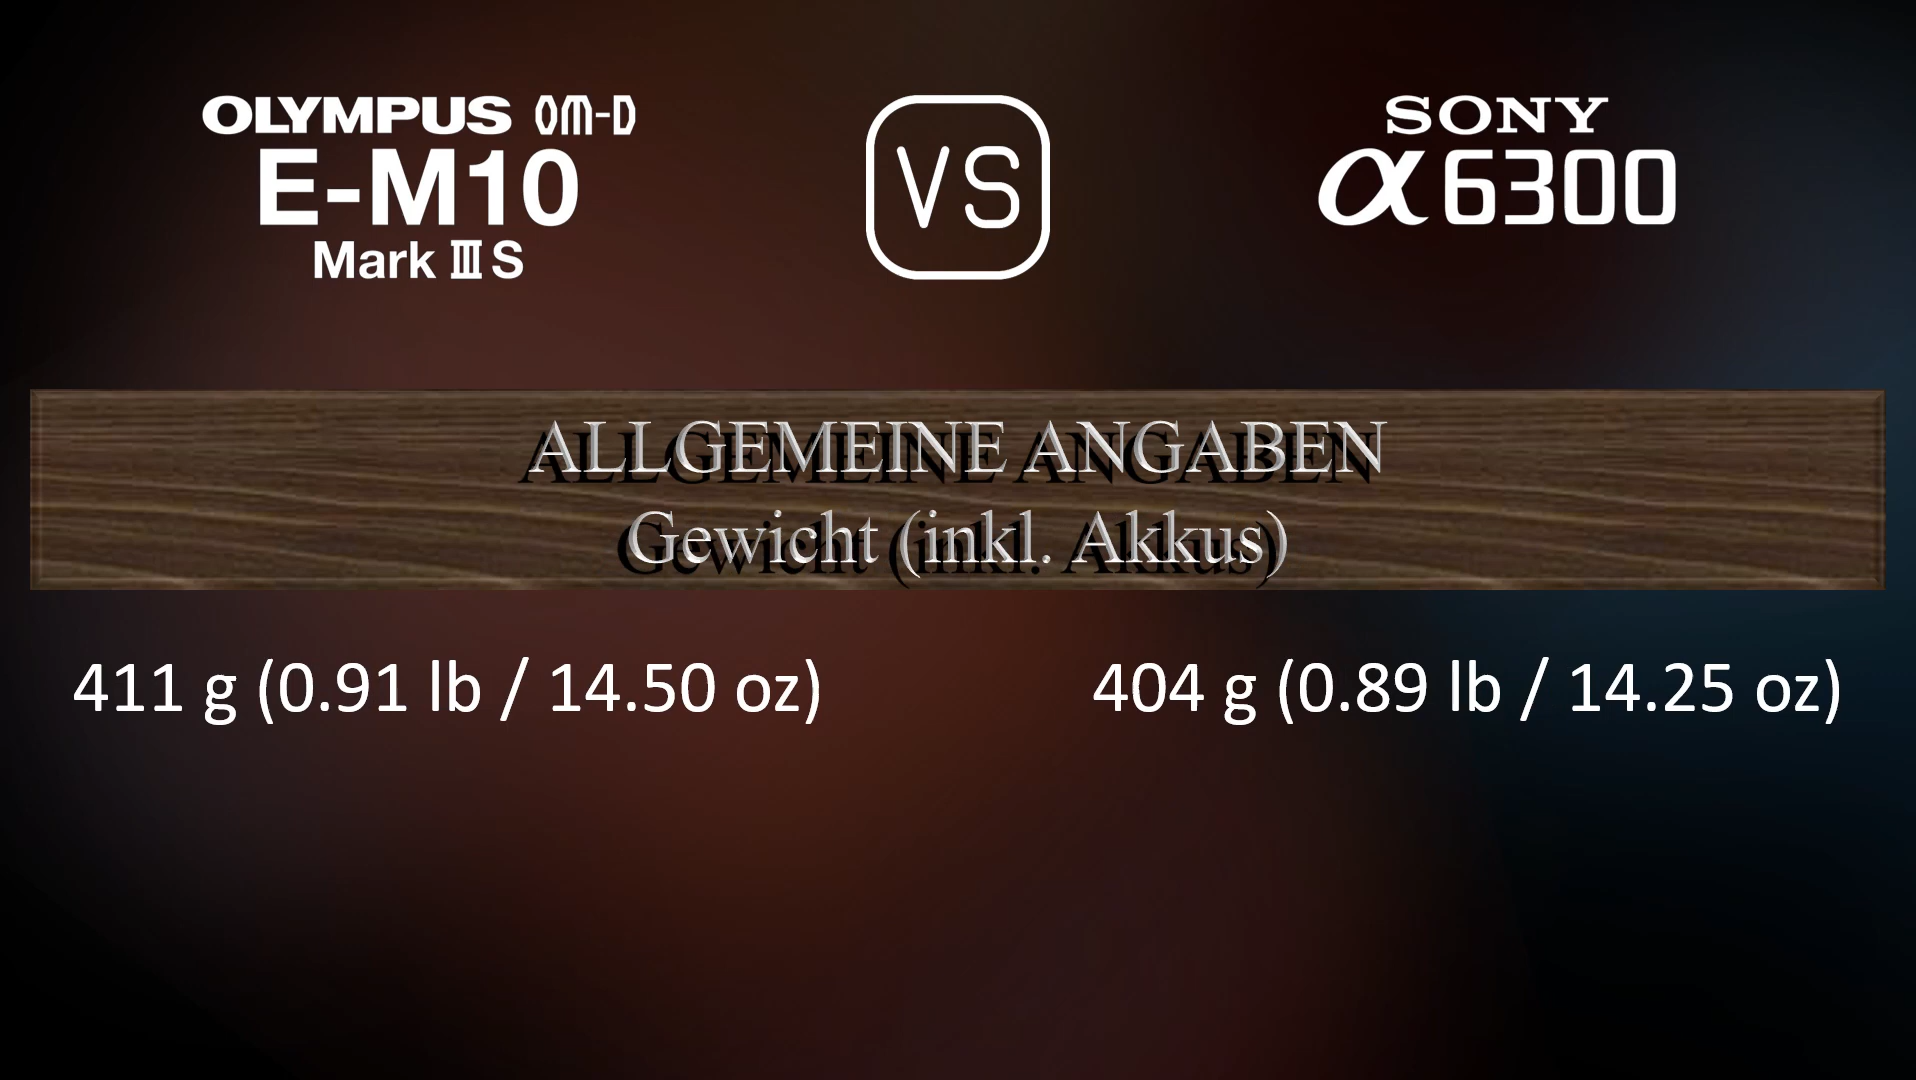 OLYMPUS OM-D
E-M10
Mark III S
VS
SONY
α6300
ALLGEMEINE ANGABEN
Gewicht (inkl. Akkus)
411 g (0.91 lb / 14.50 oz)
404 g (0.89 lb / 14.25 oz)